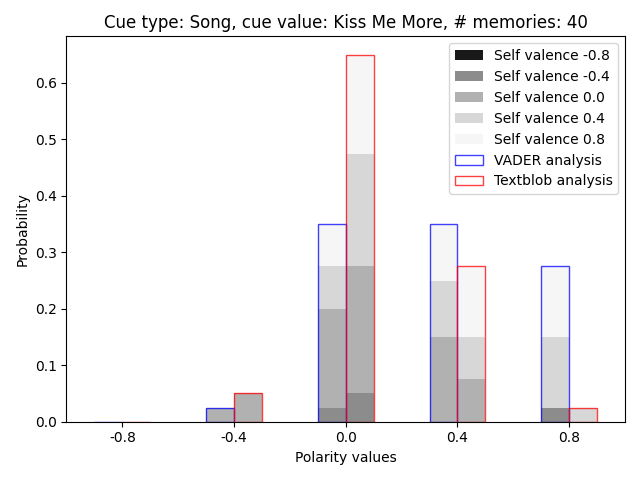 Cue type: Song, cue value: Kiss Me More, # memories: 40
Self valence -0.8
Self valence -0.4
Self valence 0.0
Self valence 0.4
Self valence 0.8
VADER analysis
Textblob analysis
Probability
0.6
0.5
0.4
0.3
0.2
0.1
0.0
-0.8
-0.4
0.0
0.4
0.8
Polarity values